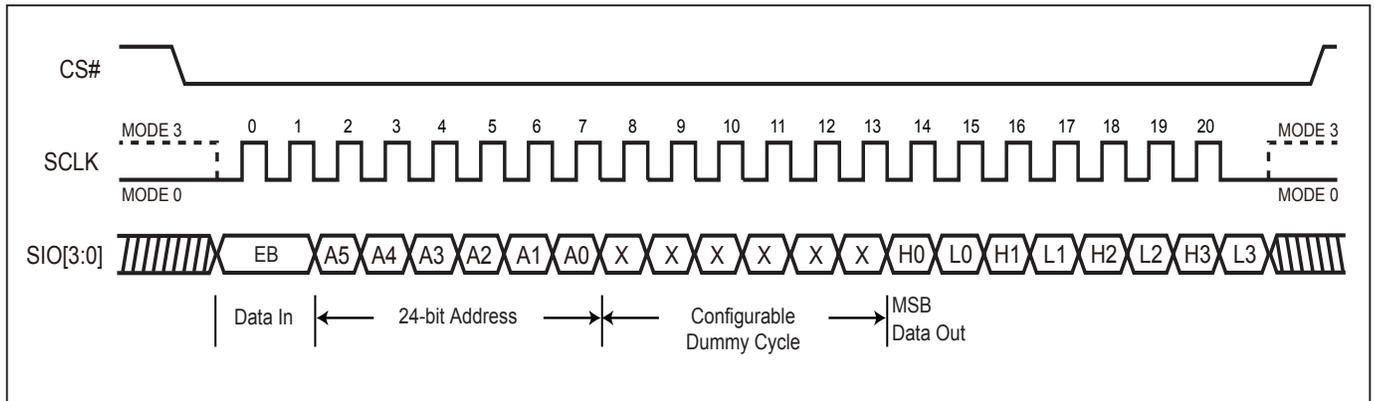 CS#
MODE 3 0 1 2 3 4 5 6 7 8 9 10 11 12 13 14 15 16 17 18 19 20 MODE 3
SCLK
MODE 0 MODE 0
SIO[3:0] EB A5 A4 A3 A2 A1 A0 X X X X X X H0 L0 H1 L1 H2 L2 H3 L3
Data In 24-bit Address Configurable MSB
Dummy Cycle Data Out